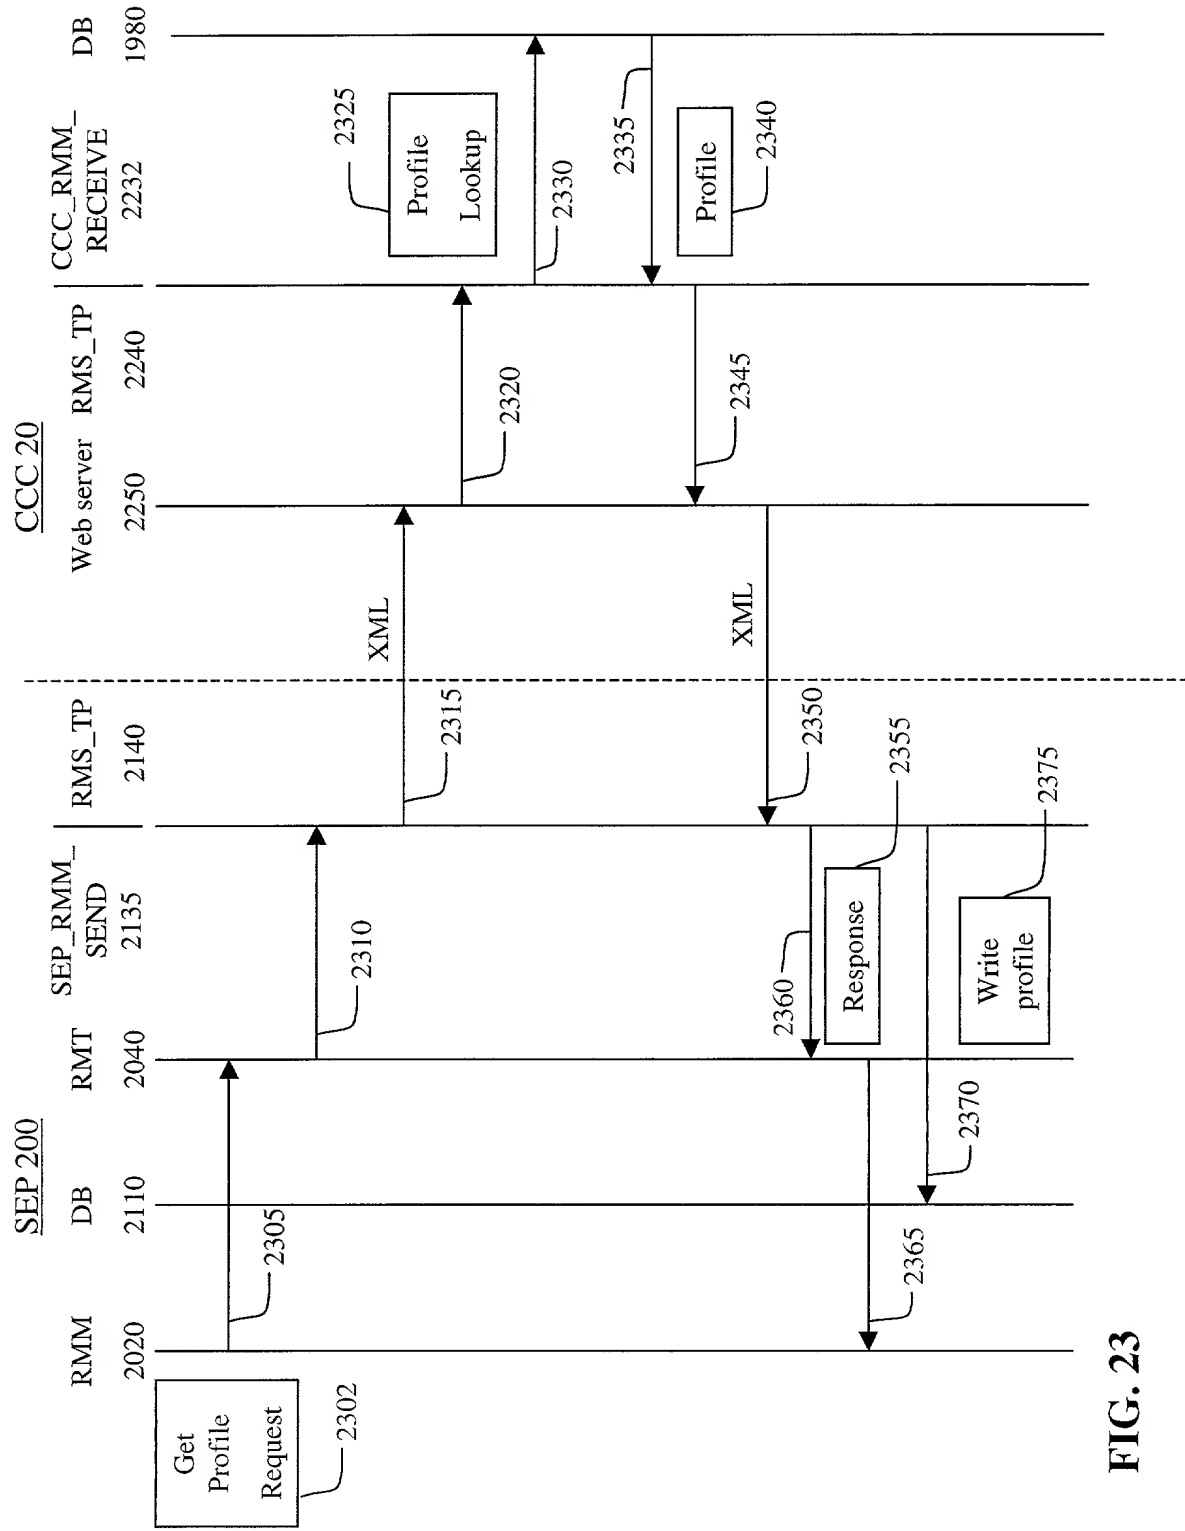 SEP 200
CCC 20
RMM
2020
DB
2110
RMT
2040
SEP_RMM_
SEND
2135
RMS_TP
2140
Web server
2250
RMS_TP
2240
CCC_RMM_
RECEIVE
2232
DB
1980
Get
Profile
Request
2302
2305
2310
2315
XML
2320
Profile
Lookup
2325
2330
2335
Profile
2340
2345
XML
2350
2360
Response
2355
2365
2370
Write
profile
2375
FIG. 23